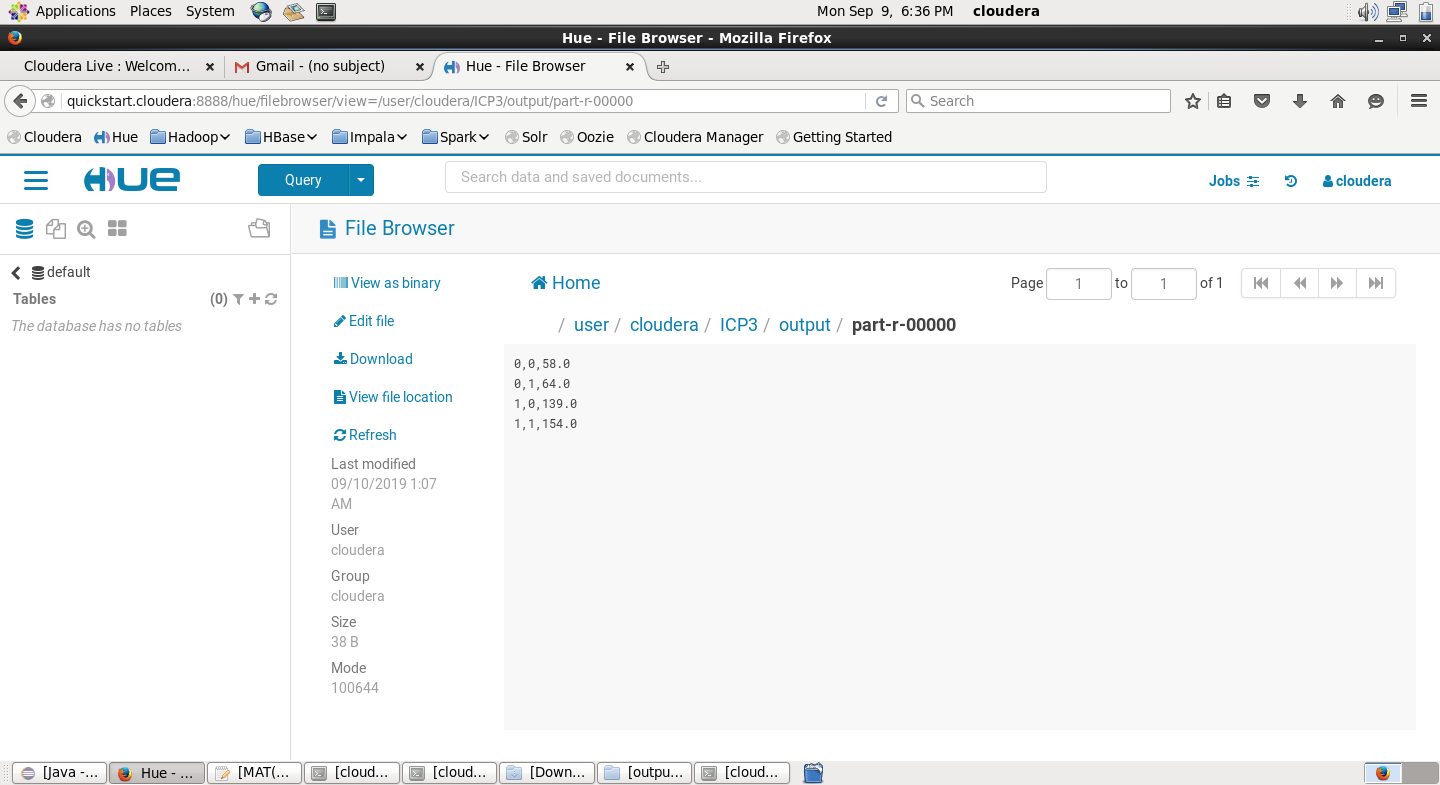 Applications Places System Mon Sep 9, 6:36 PM cloudera
Hue - File Browser - Mozilla Firefox
Cloudera Live : Welcom... Gmail - (no subject) Hue - File Browser
quickstart.cloudera:8888/hue/filebrowser/view=/user/cloudera/ICP3/output/part-r-00000 Search
Cloudera Hue Hadoop HBase Impala Spark Solr Oozie Cloudera Manager Getting Started
HUE Query Search data and saved documents... Jobs cloudera
File Browser
default
Tables (0)
The database has no tables
View as binary
Edit file
Download
View file location
Refresh
Last modified
09/10/2019 1:07
AM
User
cloudera
Group
cloudera
Size
38 B
Mode
100644
Home Page 1 to 1 of 1
/ user / cloudera / ICP3 / output / part-r-00000
0,0,58.0
0,1,64.0
1,0,139.0
1,1,154.0
[Java -... Hue - ... [MAT(... [cloud... [cloud... [Down... [outpu... [cloud...